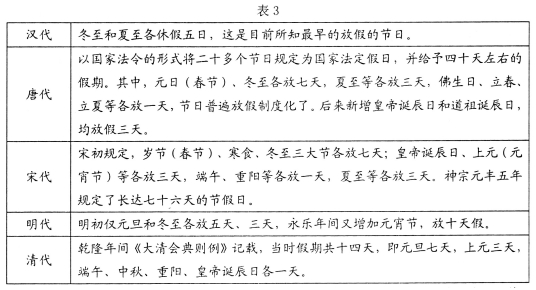 表3
汉代
冬至和夏至各休假五日，这是目前所知最早的放假的节日。
唐代
以国家法令的形式将二十多个节日规定为国家法定假日，并给予四十天左右的
假期。其中，元日（春节）、冬至各放七天，夏至等各放三天，佛生日、立春、
立夏等各放一天，节日普遍放假制度化了。后来新增皇帝诞辰日和道祖诞辰日，
均放假三天。
宋代
宋初规定，岁节（春节）、寒食、冬至三大节各放七天；皇帝诞辰日、上元（元
宵节）等各放三天，端午、重阳等各放一天，夏至等各放三天。神宗元丰五年
规定了长达七十六天的节假日。
明代
明初仅元旦和冬至各放五天、三天，永乐年间又增加元宵节，放十天假。
清代
乾隆年间《大清会典则例》记载，当时假期共十四天，即元旦七天，上元三天，
端午、中秋、重阳、皇帝诞辰日各一天。